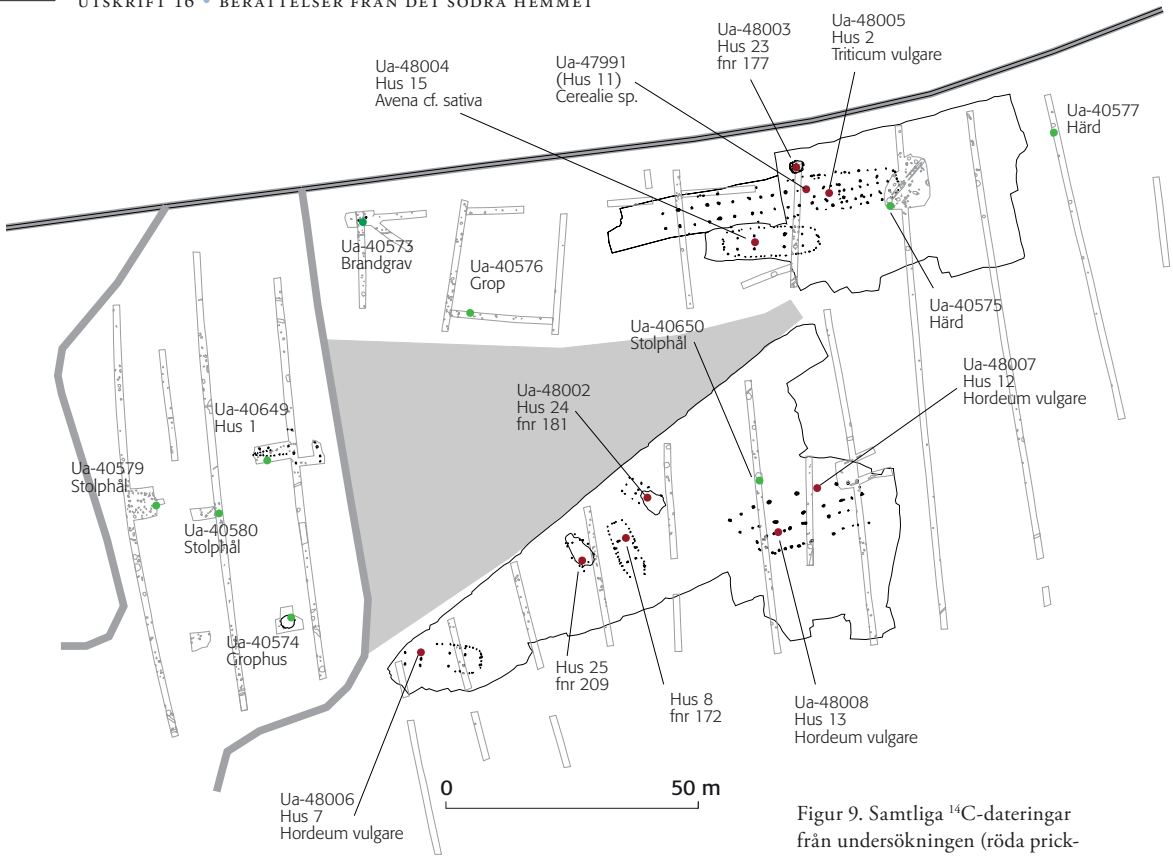 UTSKRIFT 16 • BERÄTTELSER FRÅN DET SÖDRA HEMMET
Ua-48003
Hus 23
fnr 177
Ua-48005
Hus 2
Triticum vulgare
Ua-48004
Hus 15
Avena cf. sativa
Ua-47991
(Hus 11)
Cerealie sp.
Ua-40577
Härd
Ua-40573
Brandgrav
Ua-40576
Grop
Ua-40575
Härd
Ua-40650
Stolphål
Ua-48007
Hus 12
Hordeum vulgare
Ua-48002
Hus 24
fnr 181
Ua-40649
Hus 1
Ua-40579
Stolphål
Ua-40580
Stolphål
Ua-40574
Grophus
Hus 25
fnr 209
Hus 8
fnr 172
Ua-48008
Hus 13
Hordeum vulgare
Ua-48006
Hus 7
Hordeum vulgare
0 50 m
Figur 9. Samtliga ¹⁴C-dateringar
från undersökningen (röda prick-